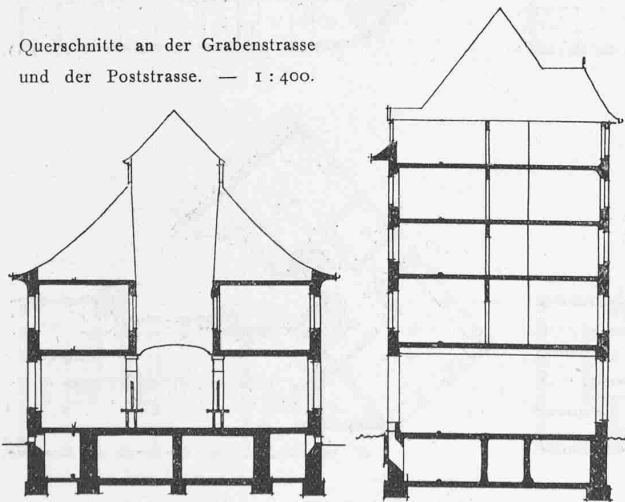 Querschnitte an der Grabenstrasse
und der Poststrasse. — 1 : 400.